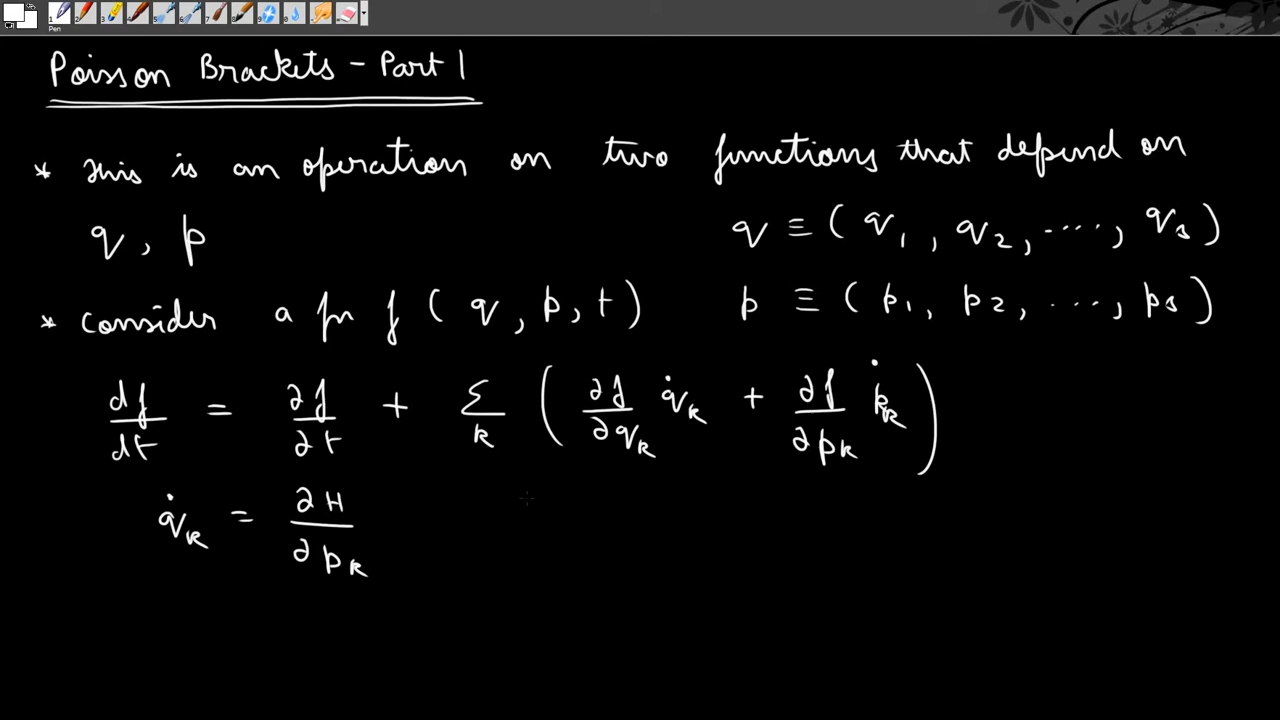 Pen
Poisson Brackets - Part 1
* This is an operation on two functions that depend on
q, p q ≡ (q₁, q₂, ...., qₛ)
* Consider a fn f(q, p, t) p ≡ (p₁, p₂, ...., pₛ)
df/dt = ∂f/∂t + Σₖ (∂f/∂qₖ q̇ₖ + ∂f/∂pₖ ṗₖ)
q̇ₖ = ∂H/∂pₖ